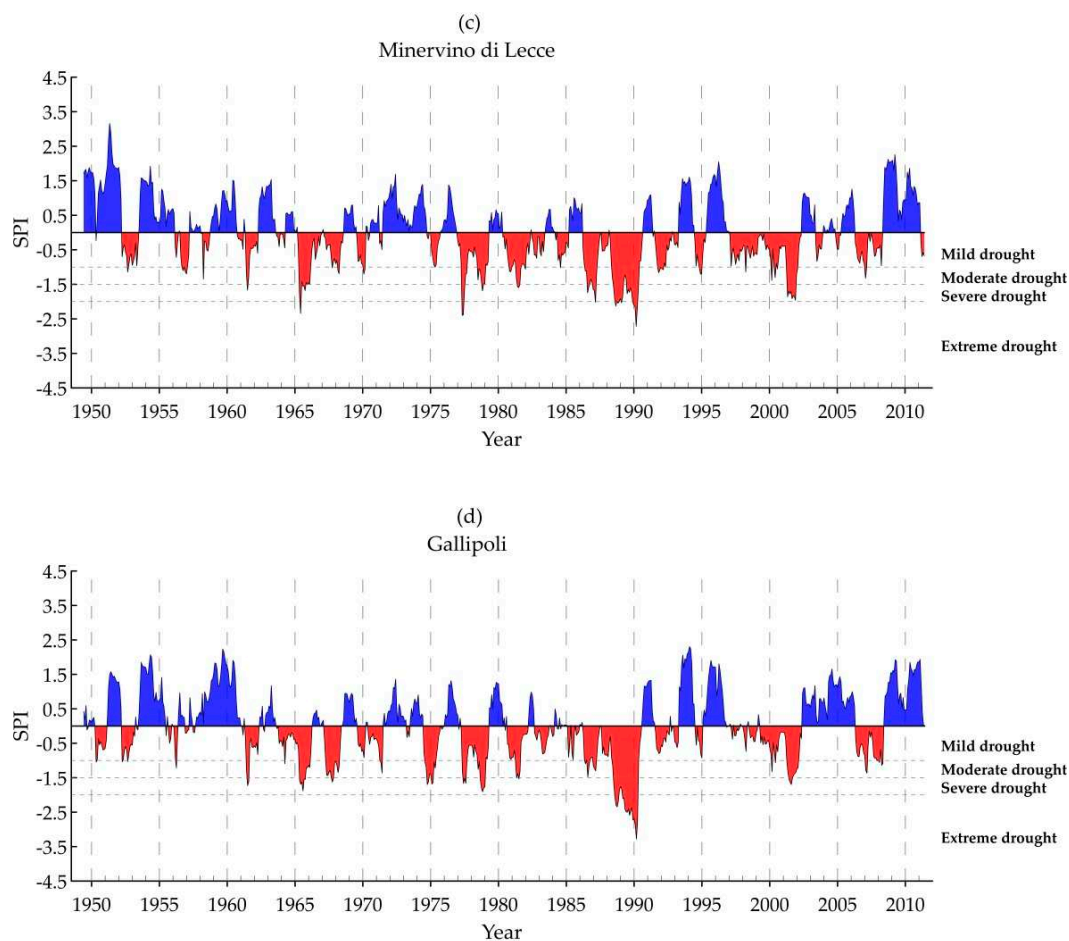 (c)
Minervino di Lecce
4.5
3.5
2.5
1.5
0.5
-0.5
-1.5
-2.5
-3.5
-4.5
SPI
Mild drought
Moderate drought
Severe drought
Extreme drought
1950 1955 1960 1965 1970 1975 1980 1985 1990 1995 2000 2005 2010
Year
(d)
Gallipoli
4.5
3.5
2.5
1.5
0.5
-0.5
-1.5
-2.5
-3.5
-4.5
SPI
Mild drought
Moderate drought
Severe drought
Extreme drought
1950 1955 1960 1965 1970 1975 1980 1985 1990 1995 2000 2005 2010
Year